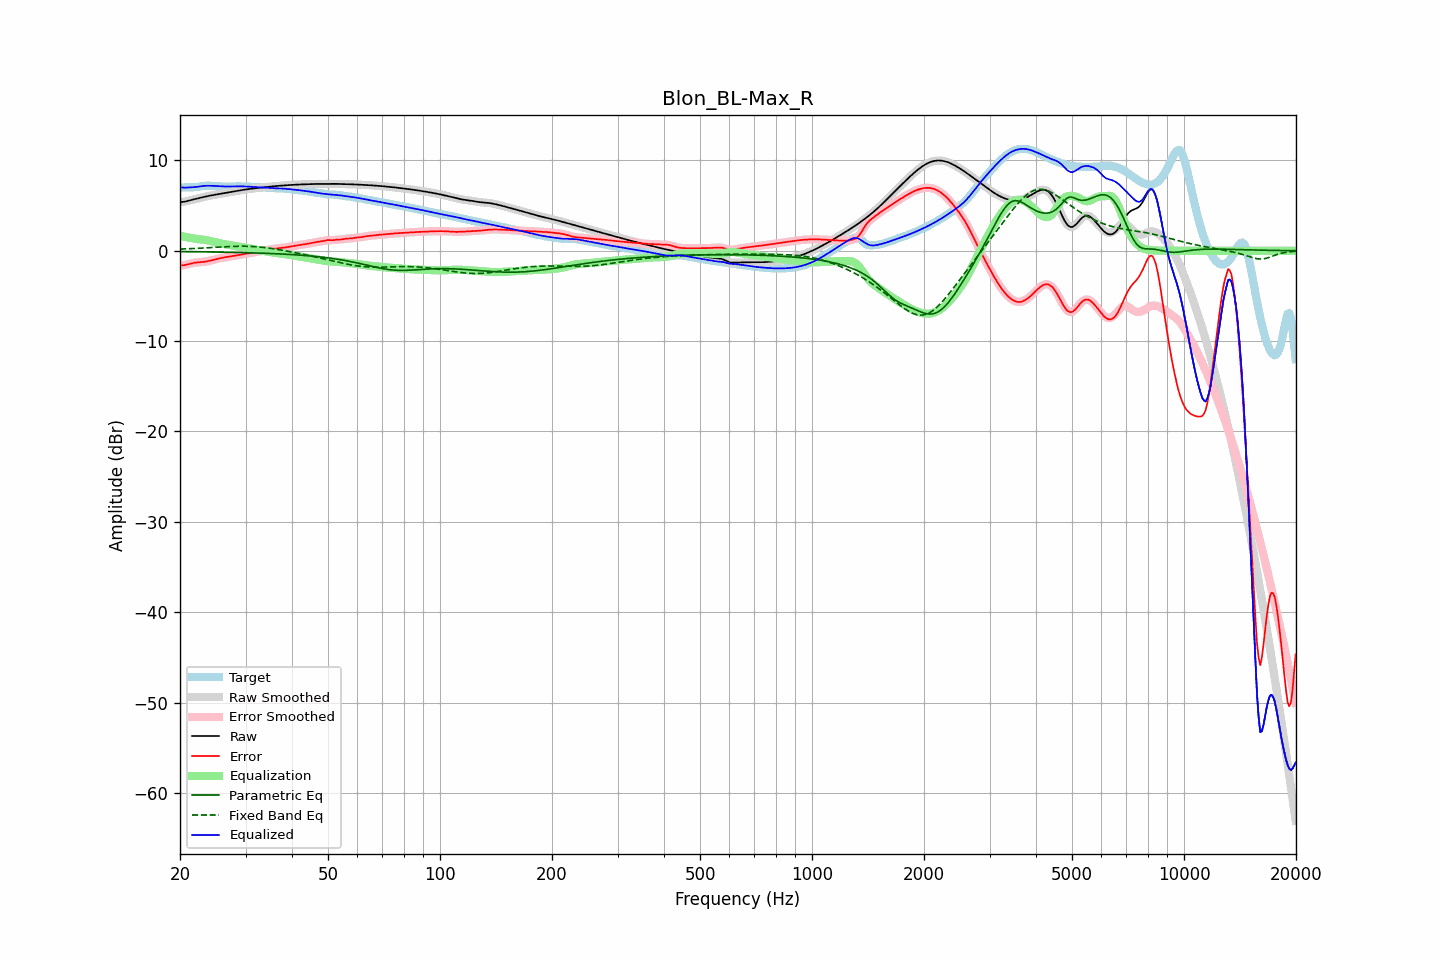 Blon_BL-Max_R
Amplitude (dBr)
10
0
−10
−20
−30
−40
−50
−60
Target
Raw Smoothed
Error Smoothed
Raw
Error
Equalization
Parametric Eq
Fixed Band Eq
Equalized
20 50 100 200 500 1000 2000 5000 10000 20000
Frequency (Hz)